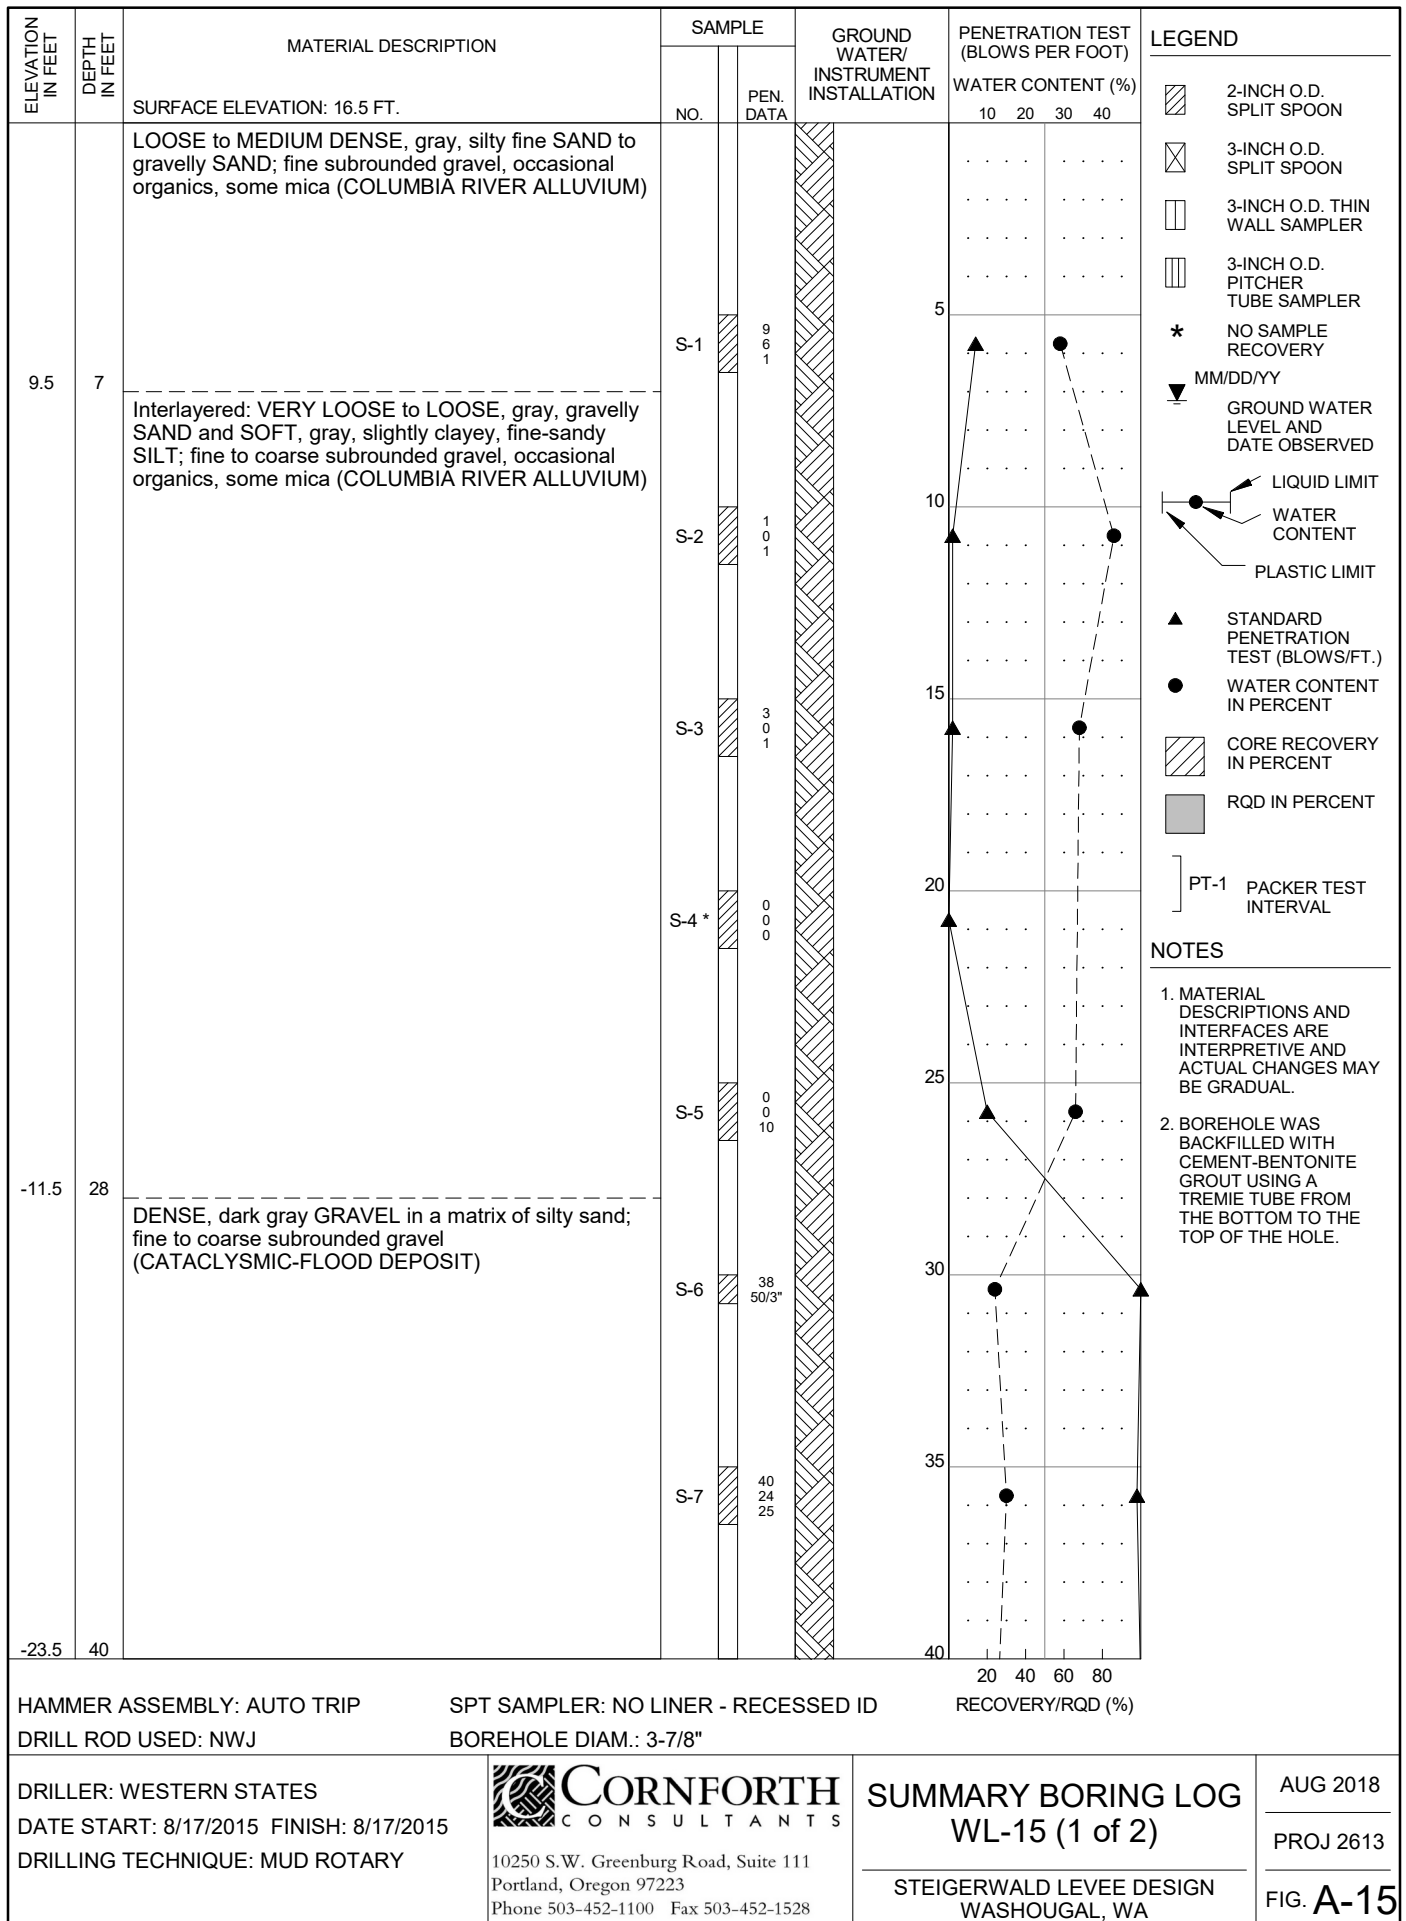 ELEVATION
IN FEET
DEPTH
IN FEET
MATERIAL DESCRIPTION
SURFACE ELEVATION: 16.5 FT.
SAMPLE
NO.
PEN.
DATA
GROUND
WATER/
INSTRUMENT
INSTALLATION
PENETRATION TEST
(BLOWS PER FOOT)
WATER CONTENT (%)
10 20 30 40
LOOSE to MEDIUM DENSE, gray, silty fine SAND to
gravelly SAND; fine subrounded gravel, occasional
organics, some mica (COLUMBIA RIVER ALLUVIUM)
5
S-1
9
6
1
9.5 7
Interlayered: VERY LOOSE to LOOSE, gray, gravelly
SAND and SOFT, gray, slightly clayey, fine-sandy
SILT; fine to coarse subrounded gravel, occasional
organics, some mica (COLUMBIA RIVER ALLUVIUM)
10
S-2
1
0
1
15
S-3
3
0
1
20
S-4 *
0
0
0
25
S-5
0
0
10
-11.5 28
DENSE, dark gray GRAVEL in a matrix of silty sand;
fine to coarse subrounded gravel
(CATACLYSMIC-FLOOD DEPOSIT)
30
S-6
38
50/3"
35
S-7
40
24
25
-23.5 40
40
20 40 60 80
RECOVERY/RQD (%)
LEGEND
2-INCH O.D.
SPLIT SPOON
3-INCH O.D.
SPLIT SPOON
3-INCH O.D. THIN
WALL SAMPLER
3-INCH O.D.
PITCHER
TUBE SAMPLER
* NO SAMPLE
RECOVERY
MM/DD/YY
GROUND WATER
LEVEL AND
DATE OBSERVED
LIQUID LIMIT
WATER
CONTENT
PLASTIC LIMIT
STANDARD
PENETRATION
TEST (BLOWS/FT.)
WATER CONTENT
IN PERCENT
CORE RECOVERY
IN PERCENT
RQD IN PERCENT
PT-1 PACKER TEST
INTERVAL
NOTES
1. MATERIAL
DESCRIPTIONS AND
INTERFACES ARE
INTERPRETIVE AND
ACTUAL CHANGES MAY
BE GRADUAL.
2. BOREHOLE WAS
BACKFILLED WITH
CEMENT-BENTONITE
GROUT USING A
TREMIE TUBE FROM
THE BOTTOM TO THE
TOP OF THE HOLE.
HAMMER ASSEMBLY: AUTO TRIP
SPT SAMPLER: NO LINER - RECESSED ID
DRILL ROD USED: NWJ
BOREHOLE DIAM.: 3-7/8"
DRILLER: WESTERN STATES
DATE START: 8/17/2015 FINISH: 8/17/2015
DRILLING TECHNIQUE: MUD ROTARY
CORNFORTH
CONSULTANTS
10250 S.W. Greenburg Road, Suite 111
Portland, Oregon 97223
Phone 503-452-1100 Fax 503-452-1528
SUMMARY BORING LOG
WL-15 (1 of 2)
STEIGERWALD LEVEE DESIGN
WASHOUGAL, WA
AUG 2018
PROJ 2613
FIG. A-15